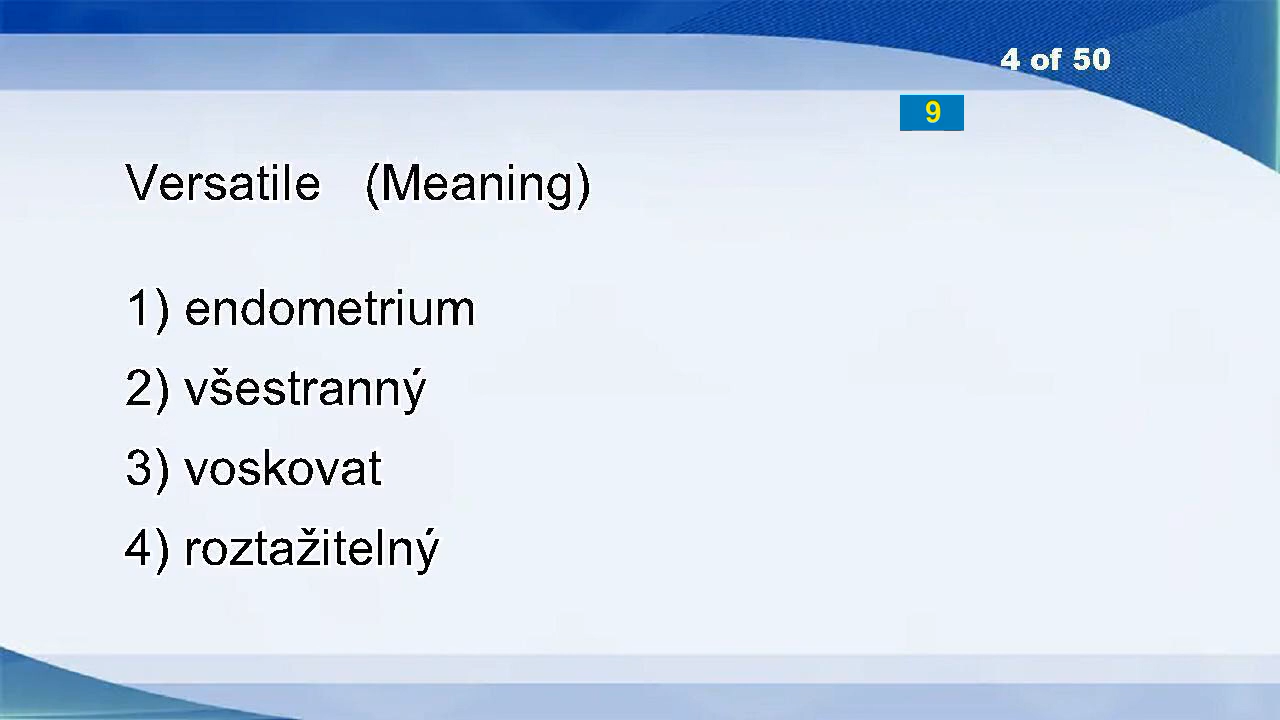 4 of 50
9
Versatile (Meaning)
1) endometrium
2) všestranný
3) voskovat
4) roztažitelný